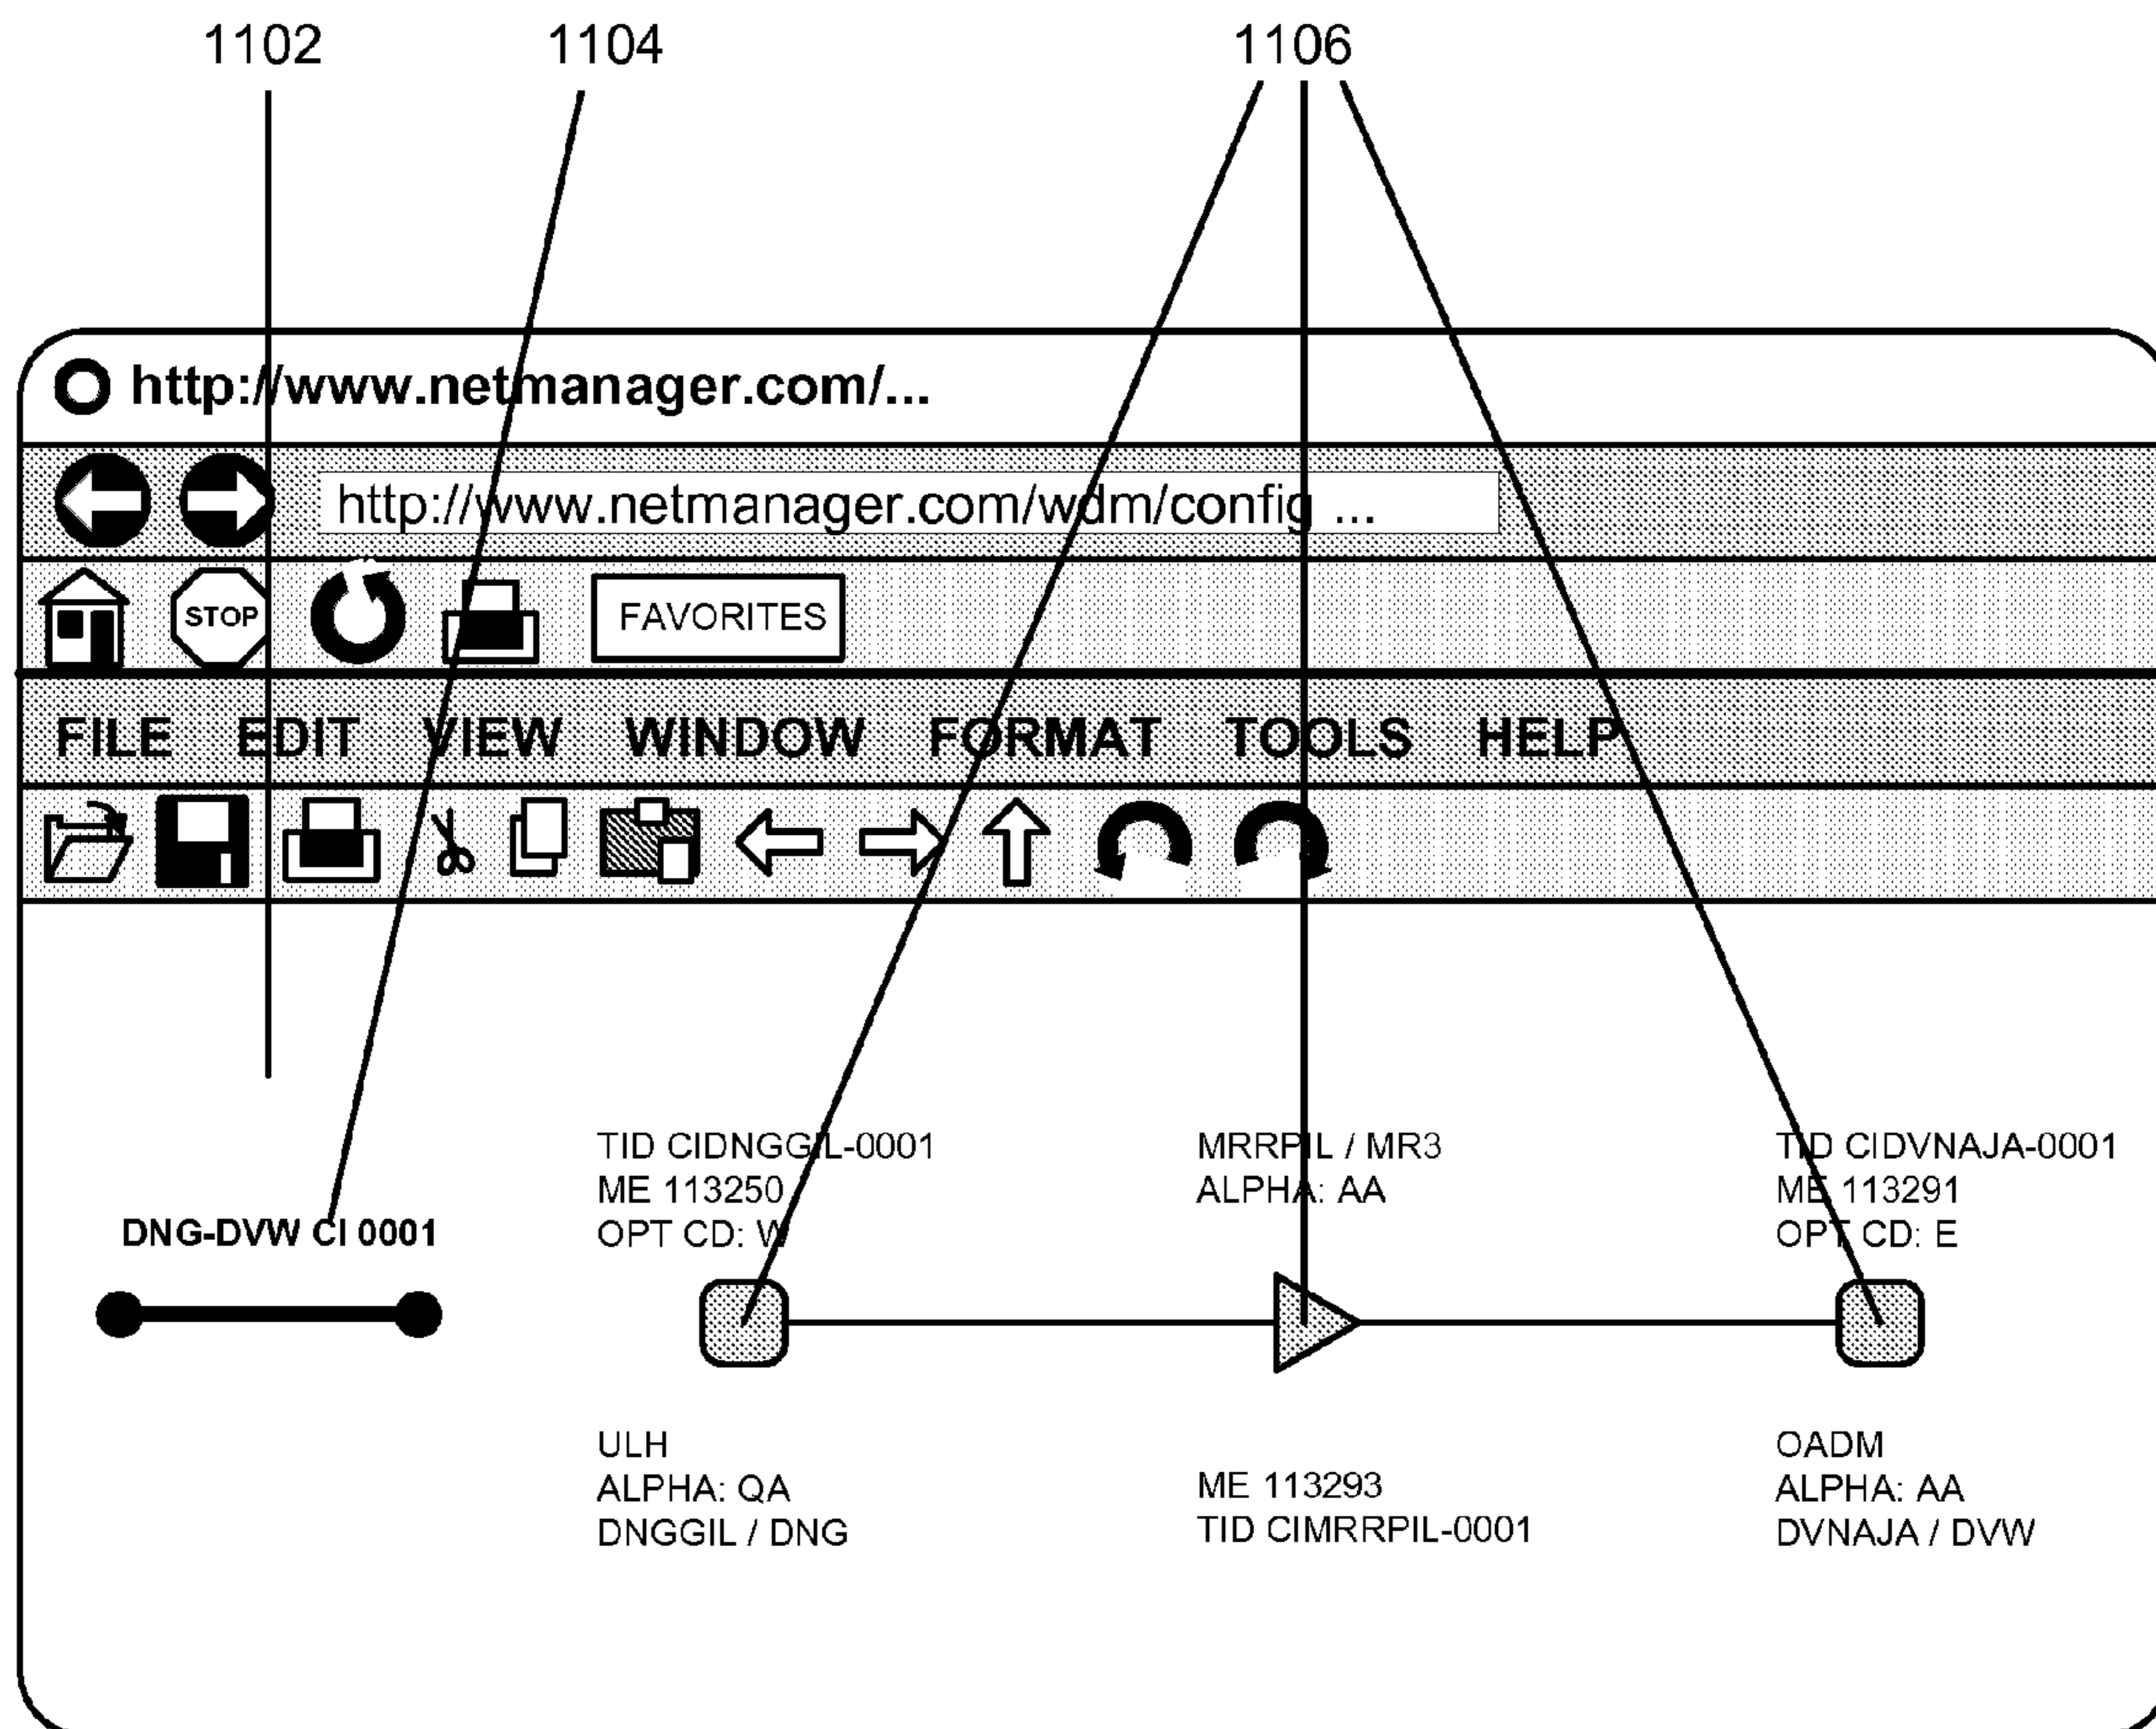 1102 1104 1106
http://www.netmanager.com/...
http://www.netmanager.com/wdm/config ...
STOP FAVORITES
FILE EDIT VIEW WINDOW FORMAT TOOLS HELP
DNG-DVW CI 0001
TID CIDNGGIL-0001
ME 113250
OPT CD: W
MRRPIL / MR3
ALPHA: AA
TID CIDVNAJA-0001
ME 113291
OPT CD: E
ULH
ALPHA: QA
DNGGIL / DNG
ME 113293
TID CIMRRPIL-0001
OADM
ALPHA: AA
DVNAJA / DVW